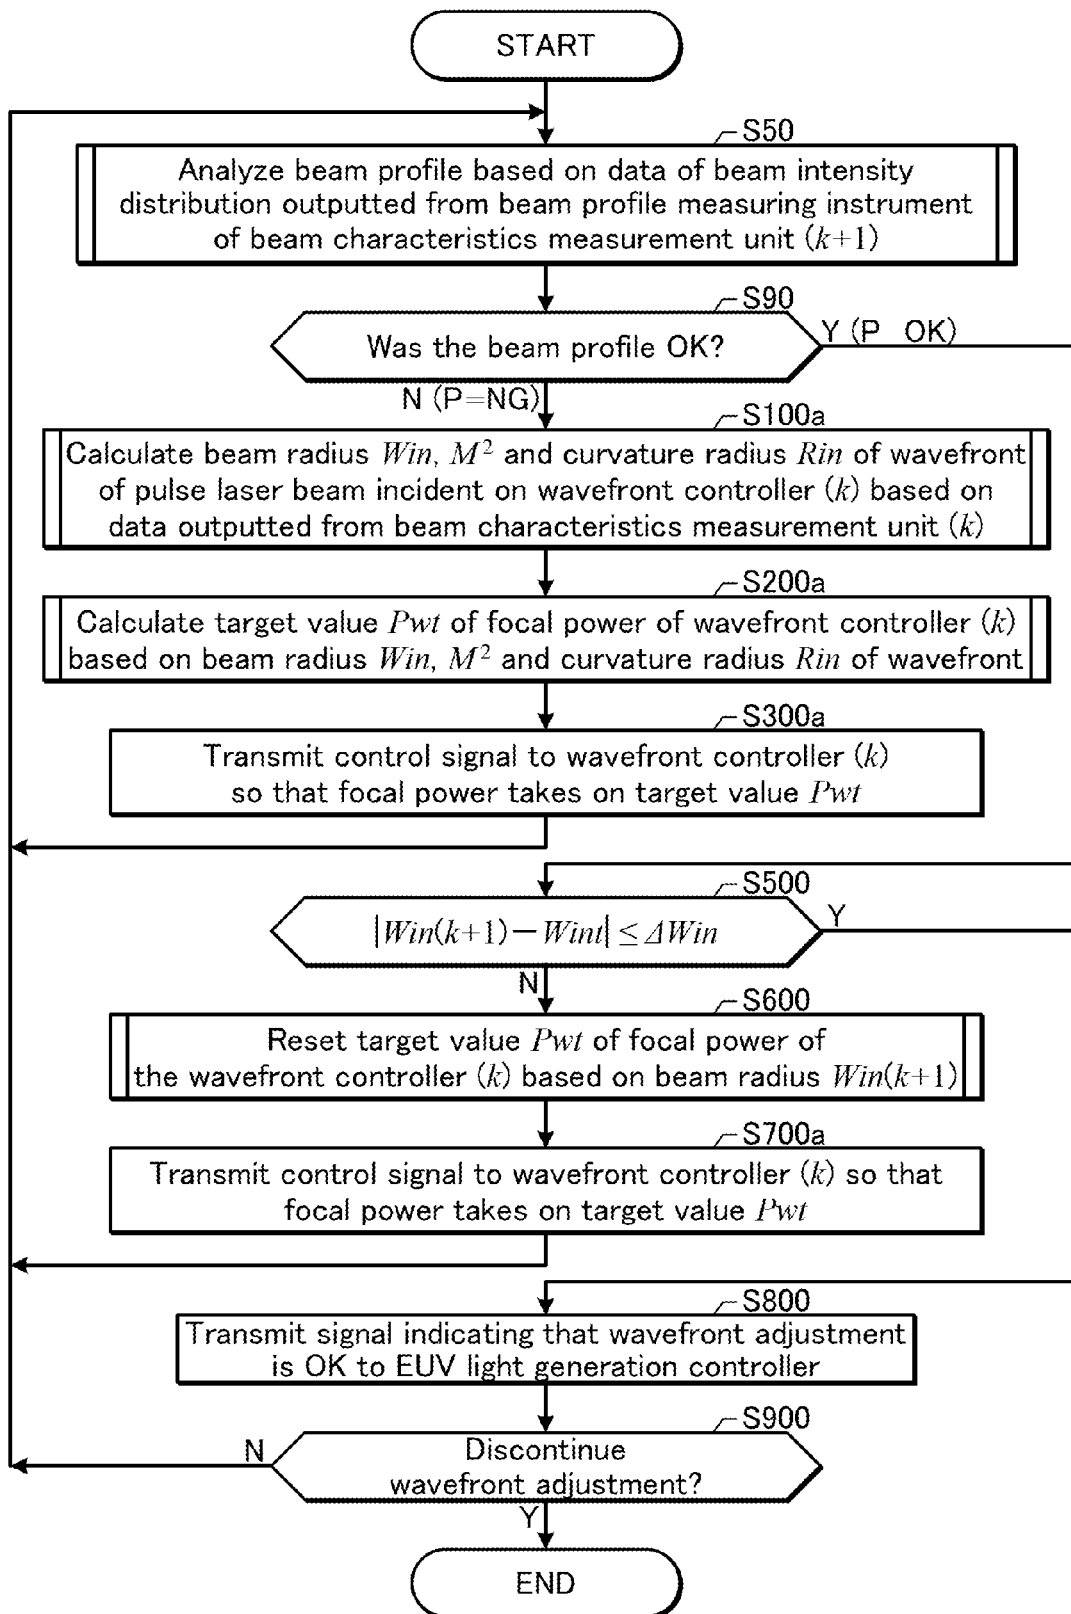 START
S50
Analyze beam profile based on data of beam intensity
distribution outputted from beam profile measuring instrument
of beam characteristics measurement unit (k+1)
S90
Was the beam profile OK?
Y (P OK)
N (P=NG)
S100a
Calculate beam radius Win, M² and curvature radius Rin of wavefront
of pulse laser beam incident on wavefront controller (k) based on
data outputted from beam characteristics measurement unit (k)
S200a
Calculate target value Pwt of focal power of wavefront controller (k)
based on beam radius Win, M² and curvature radius Rin of wavefront
S300a
Transmit control signal to wavefront controller (k)
so that focal power takes on target value Pwt
S500
|Win(k+1)－Wint| ≤ ΔWin
Y
N
S600
Reset target value Pwt of focal power of
the wavefront controller (k) based on beam radius Win(k+1)
S700a
Transmit control signal to wavefront controller (k) so that
focal power takes on target value Pwt
S800
Transmit signal indicating that wavefront adjustment
is OK to EUV light generation controller
S900
N
Discontinue
wavefront adjustment?
Y
END